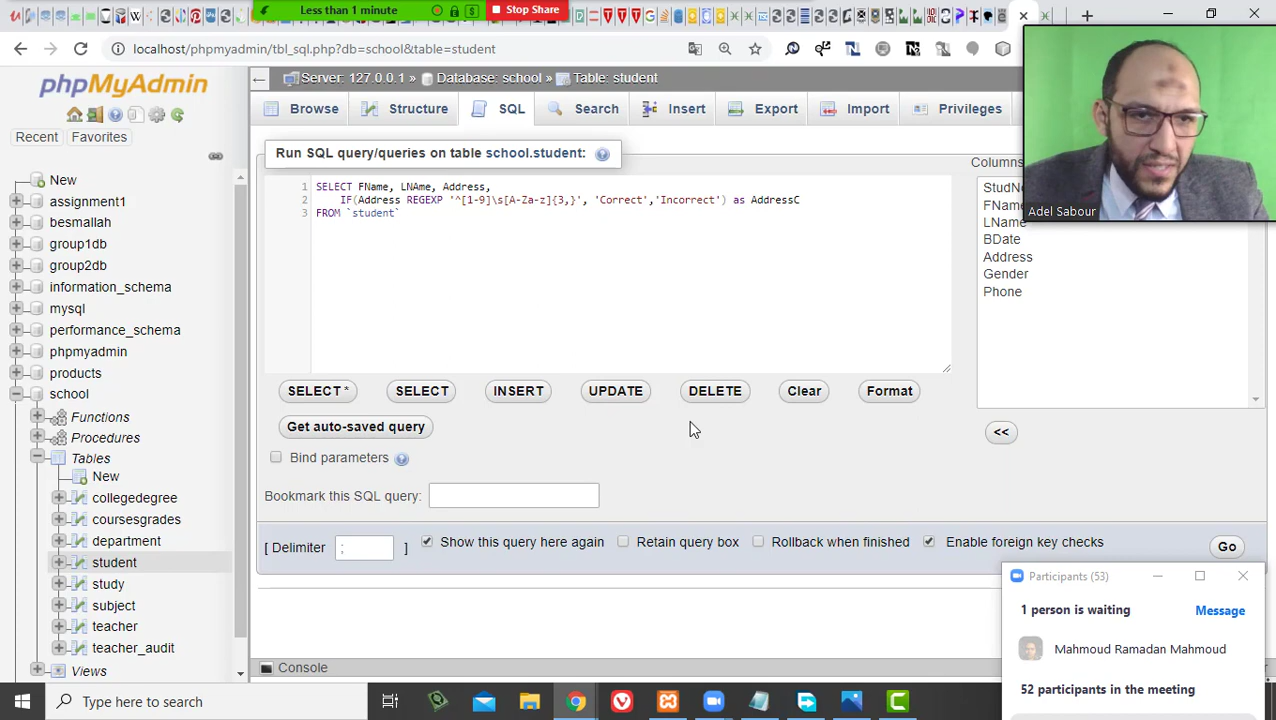 Less than 1 minute
Stop Share
localhost/phpmyadmin/tbl_sql.php?db=school&table=student
phpMyAdmin
Recent
Favorites
New
assignment1
besmallah
group1db
group2db
information_schema
mysql
performance_schema
phpmyadmin
products
school
Functions
Procedures
Tables
New
collegedegree
coursesgrades
department
student
study
subject
teacher
teacher_audit
Views
Server: 127.0.0.1 » Database: school » Table: student
Browse
Structure
SQL
Search
Insert
Export
Import
Privileges
Run SQL query/queries on table school.student:
1 SELECT FName, LName, Address,
2 IF(Address REGEXP '^[1-9]\s[A-Za-z]{3,}', 'Correct','Incorrect') as AddressC
3 FROM `student`
Columns
FName
LName
BDate
Address
Gender
Phone
Adel Sabour
SELECT *
SELECT
INSERT
UPDATE
DELETE
Clear
Format
<<
Get auto-saved query
Bind parameters
Bookmark this SQL query:
[ Delimiter ; ]
Show this query here again
Retain query box
Rollback when finished
Enable foreign key checks
Go
Console
Participants (53)
1 person is waiting
Message
Mahmoud Ramadan Mahmoud
52 participants in the meeting
Type here to search